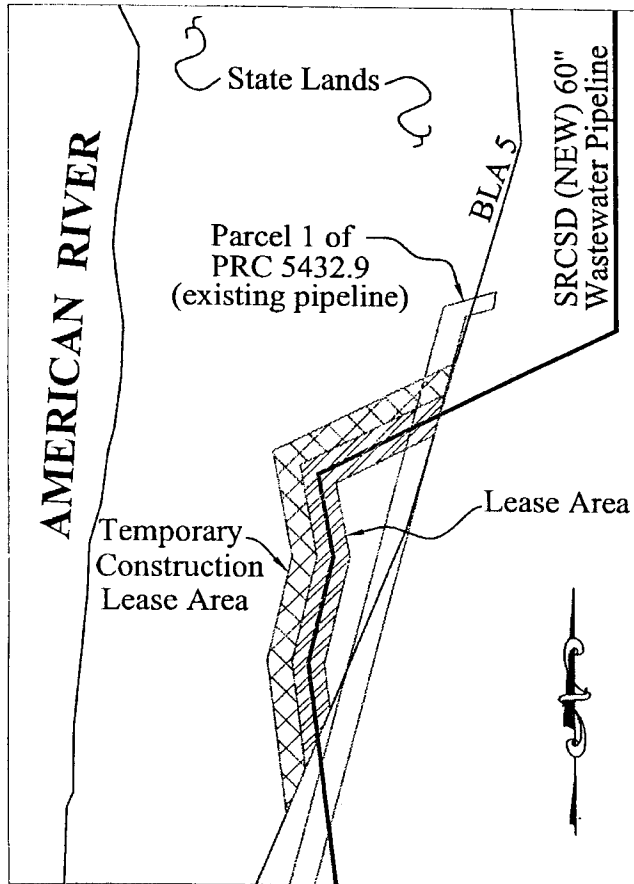 State Lands
AMERICAN RIVER
BLA 5
SRCSD (NEW) 60"
Wastewater Pipeline
Parcel 1 of
PRC 5432.9
(existing pipeline)
Lease Area
Temporary
Construction
Lease Area